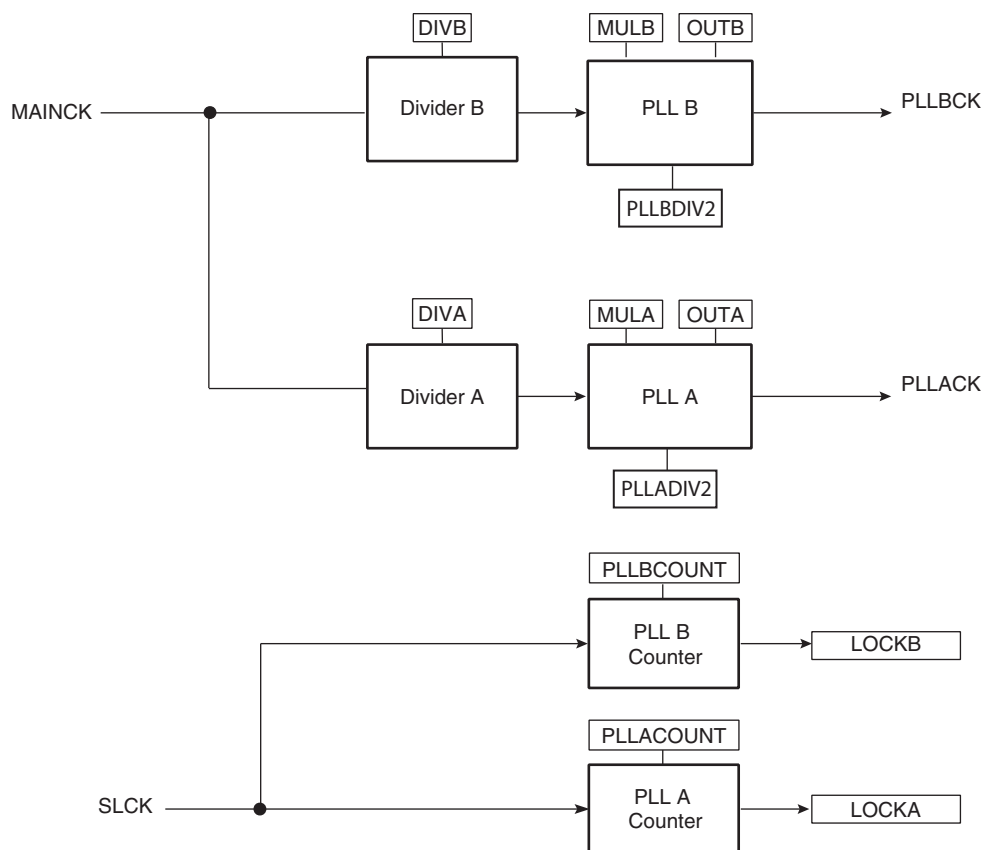 DIVB
MULB
OUTB
MAINCK
Divider B
PLL B
PLLBCK
PLLBDIV2
DIVA
MULA
OUTA
Divider A
PLL A
PLLACK
PLLADIV2
PLLBCOUNT
PLL B
Counter
LOCKB
PLLACOUNT
SLCK
PLL A
Counter
LOCKA